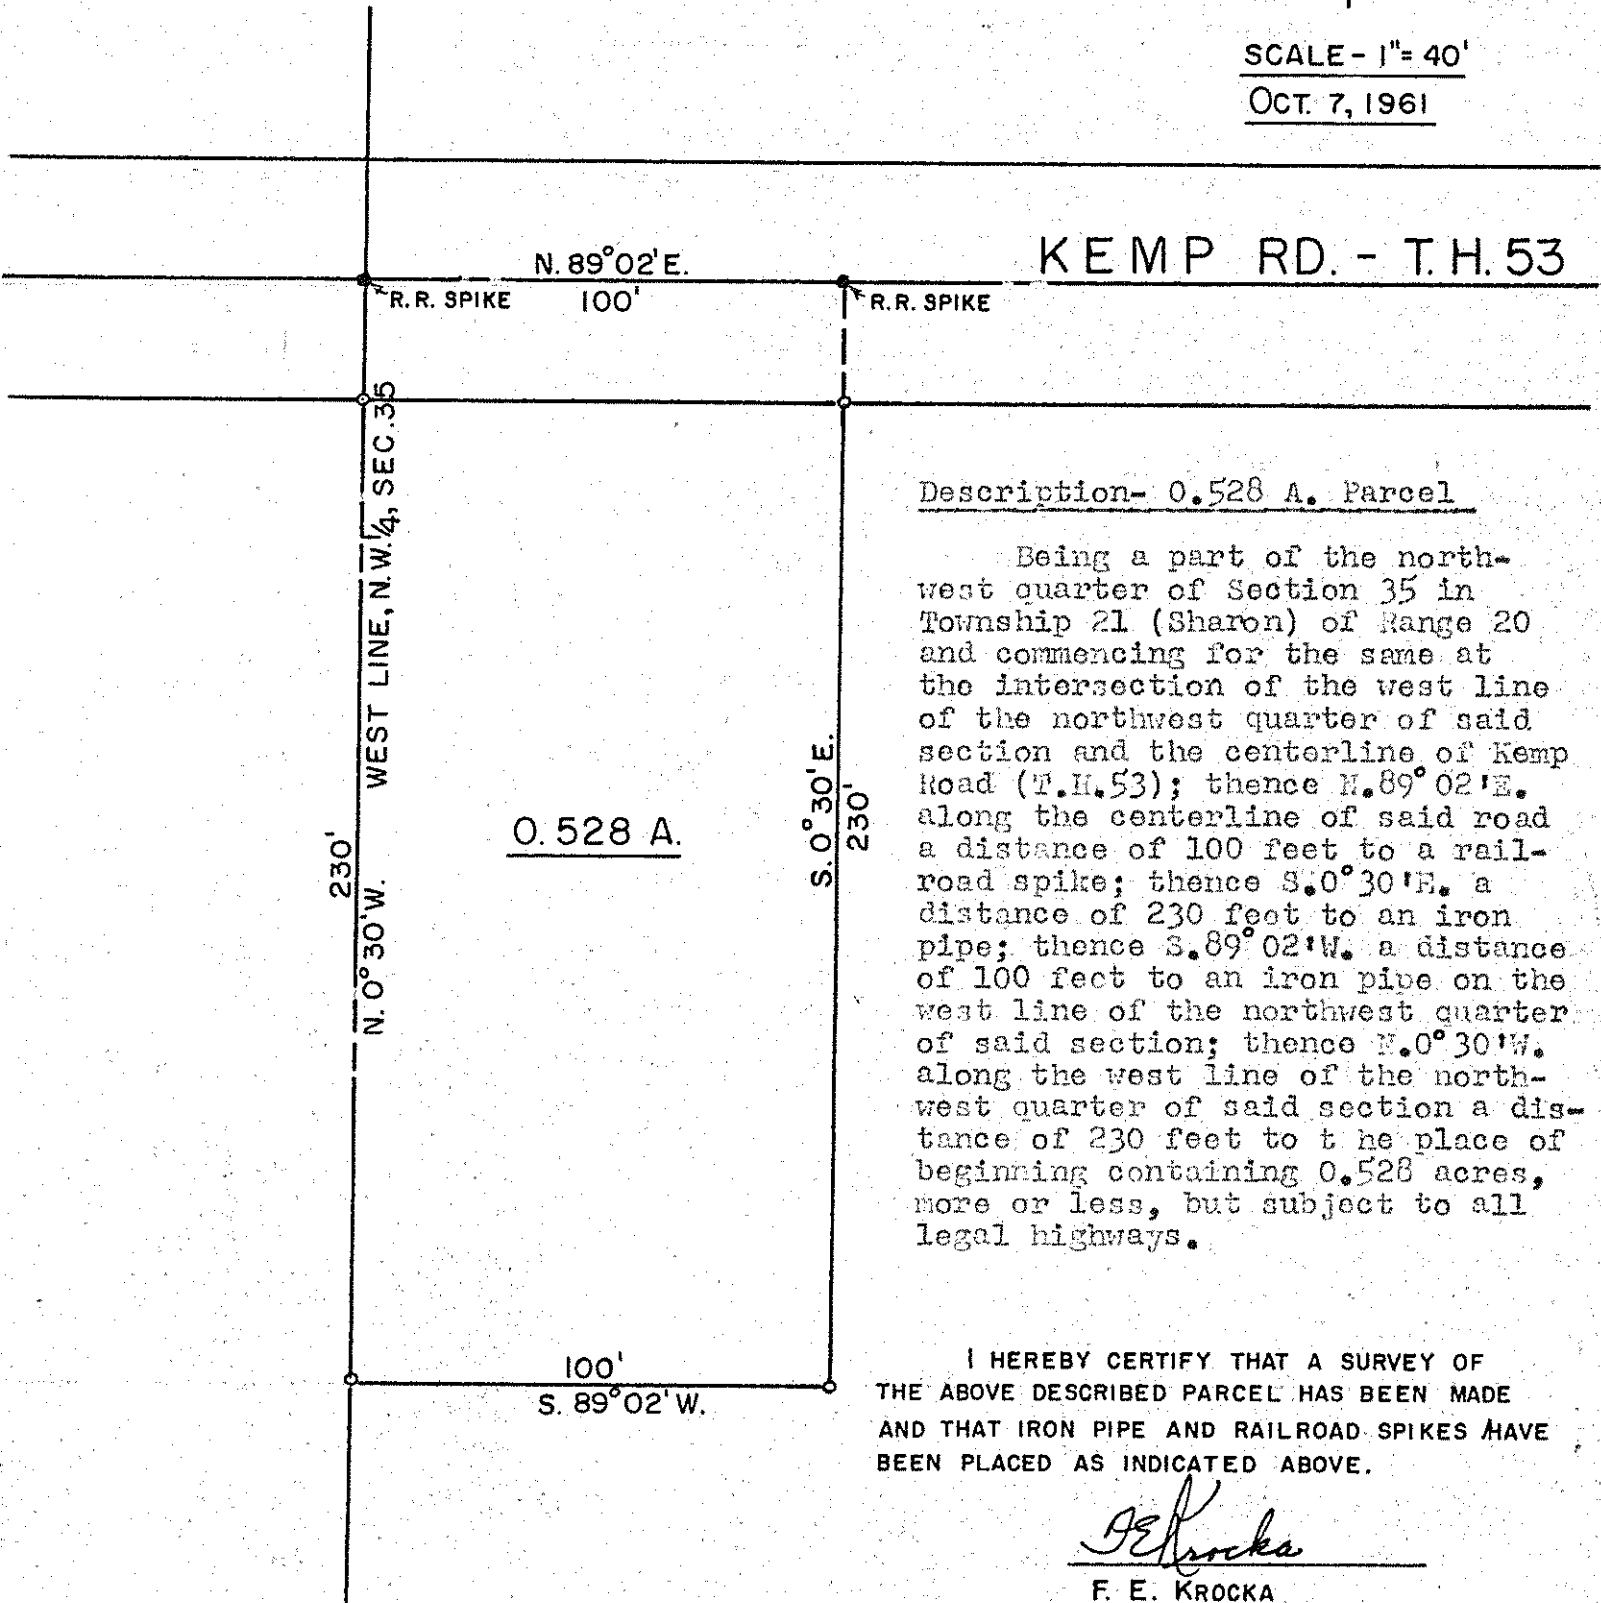 SCALE - 1"= 40'
OCT. 7, 1961
N. 89°02'E.
100'
KEMP RD. - T. H. 53
R.R. SPIKE
R.R. SPIKE
WEST LINE, N.W.1/4, SEC.35
230'
N. 0°30'W.
0.528 A.
S. 0°30'E.
230'
100'
S. 89°02'W.
Description- 0.528 A. Parcel
Being a part of the north-
west quarter of Section 35 in
Township 21 (Sharon) of Range 20
and commencing for the same at
the intersection of the west line
of the northwest quarter of said
section and the centerline of Kemp
Road (T.H.53); thence N.89°02'E.
along the centerline of said road
a distance of 100 feet to a rail-
road spike; thence S.0°30'E. a
distance of 230 feet to an iron
pipe; thence S.89°02'W. a distance
of 100 feet to an iron pipe on the
west line of the northwest quarter
of said section; thence N.0°30'W.
along the west line of the north-
west quarter of said section a dis-
tance of 230 feet to t he place of
beginning containing 0.528 acres,
more or less, but subject to all
legal highways.
I HEREBY CERTIFY THAT A SURVEY OF
THE ABOVE DESCRIBED PARCEL HAS BEEN MADE
AND THAT IRON PIPE AND RAILROAD SPIKES HAVE
BEEN PLACED AS INDICATED ABOVE.
F E Krocka
F. E. KROCKA